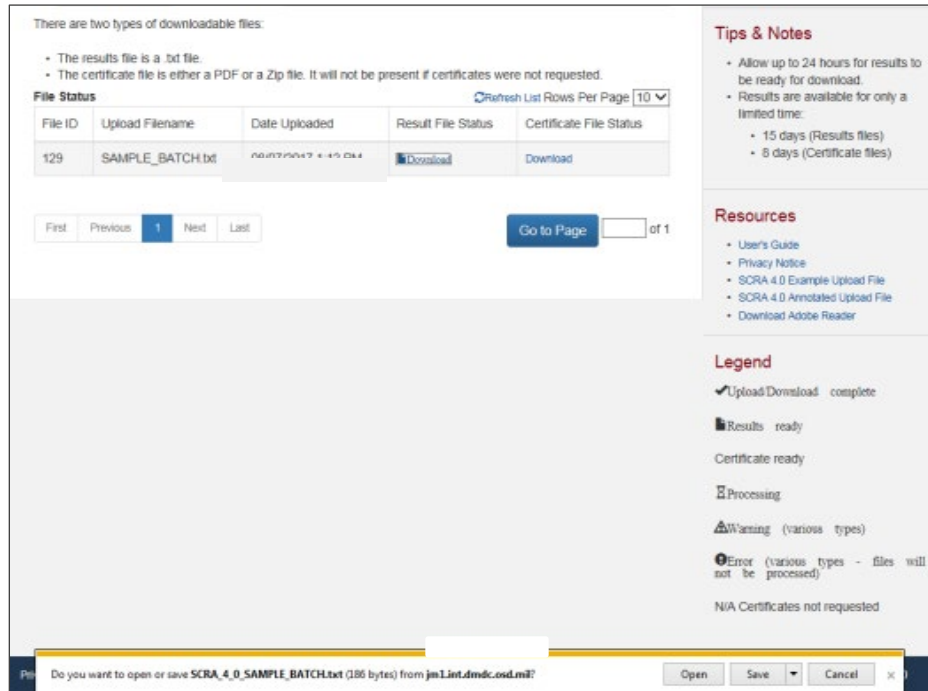 There are two types of downloadable files:
• The results file is a .txt file.
• The certificate file is either a PDF or a Zip file. It will not be present if certificates were not requested.
File Status
Refresh List Rows Per Page 10
File ID Upload Filename Date Uploaded Result File Status Certificate File Status
129 SAMPLE_BATCH.txt 1:12 PM Download Download
First Previous 1 Next Last
Go to Page of 1
Tips & Notes
• Allow up to 24 hours for results to
be ready for download.
• Results are available for only a
limited time:
• 15 days (Results files)
• 8 days (Certificate files)
Resources
• User's Guide
• Privacy Notice
• SCRA 4.0 Example Upload File
• SCRA 4.0 Annotated Upload File
• Download Adobe Reader
Legend
Upload/Download complete
Results ready
Certificate ready
Processing
Warning (various types)
Error (various types - files will
not be processed)
N/A Certificates not requested
Do you want to open or save SCRA_4_0_SAMPLE_BATCH.txt (186 bytes) from jm1.int.dmdc.osd.mil?
Open Save Cancel ×